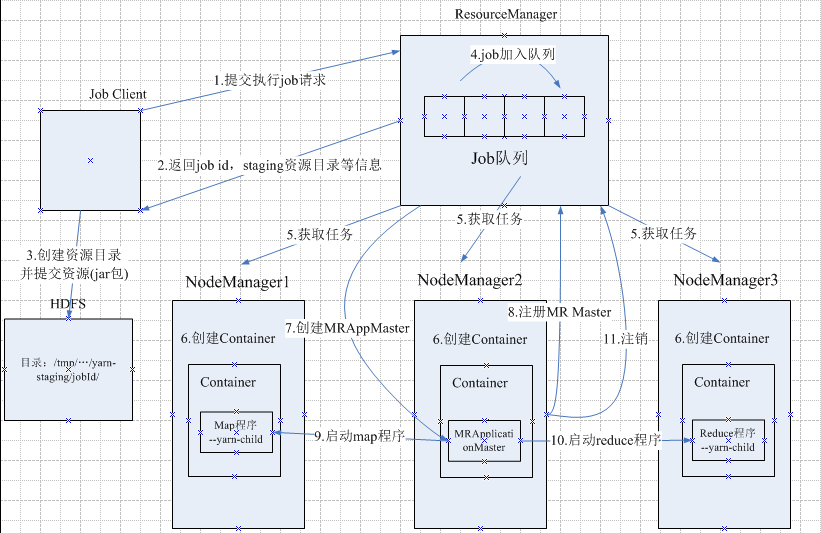 ResourceManager
4.job加入队列
1.提交执行job请求
Job Client
Job队列
2.返回job id，staging资源目录等信息
5.获取任务
5.获取任务
5.获取任务
3.创建资源目录
并提交资源(jar包)
HDFS
目录：/tmp/…/yarn-
staging/jobId/
NodeManager1
NodeManager2
NodeManager3
6.创建Container
7.创建MRAppMaster
6.创建Container
8.注册MR Master
11.注销
6.创建Container
Container
Container
Container
Map程序
--yarn-child
9.启动map程序
MRApplicati
onMaster
10.启动reduce程序
Reduce程序
--yarn-child